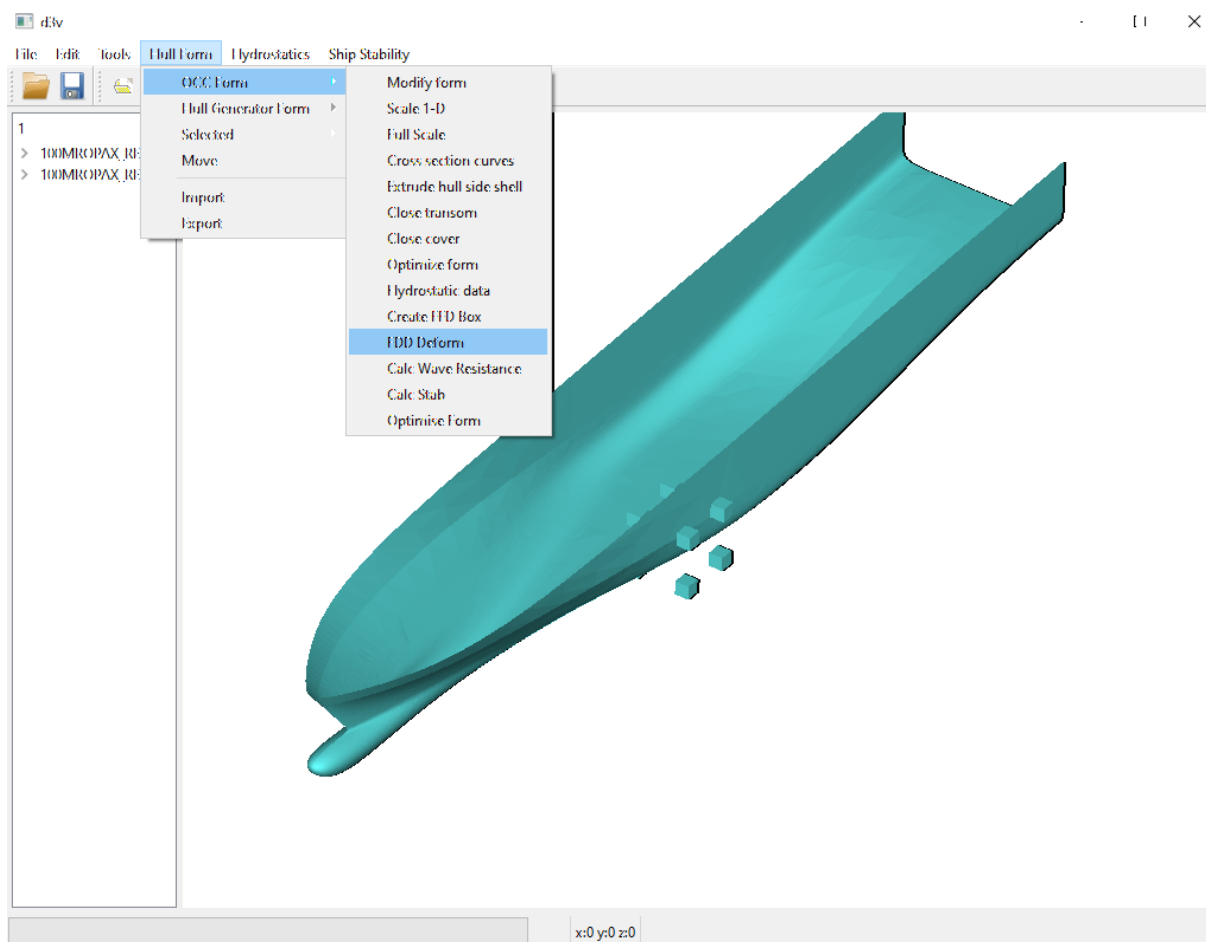 d3v
File Edit Tools Hull Form Hydrostatics Ship Stability
OCC Form
Hull Generator Form
Selected
Move
Import
Export
Modify form
Scale 1-D
Full Scale
Cross section curves
Extrude hull side shell
Close transom
Close cover
Optimize form
Hydrostatic data
Create FFD Box
FDD Deform
Calc Wave Resistance
Calc Stab
Optimise Form
1
100MROPAX_RE
100MROPAX_RE
x:0 y:0 z:0